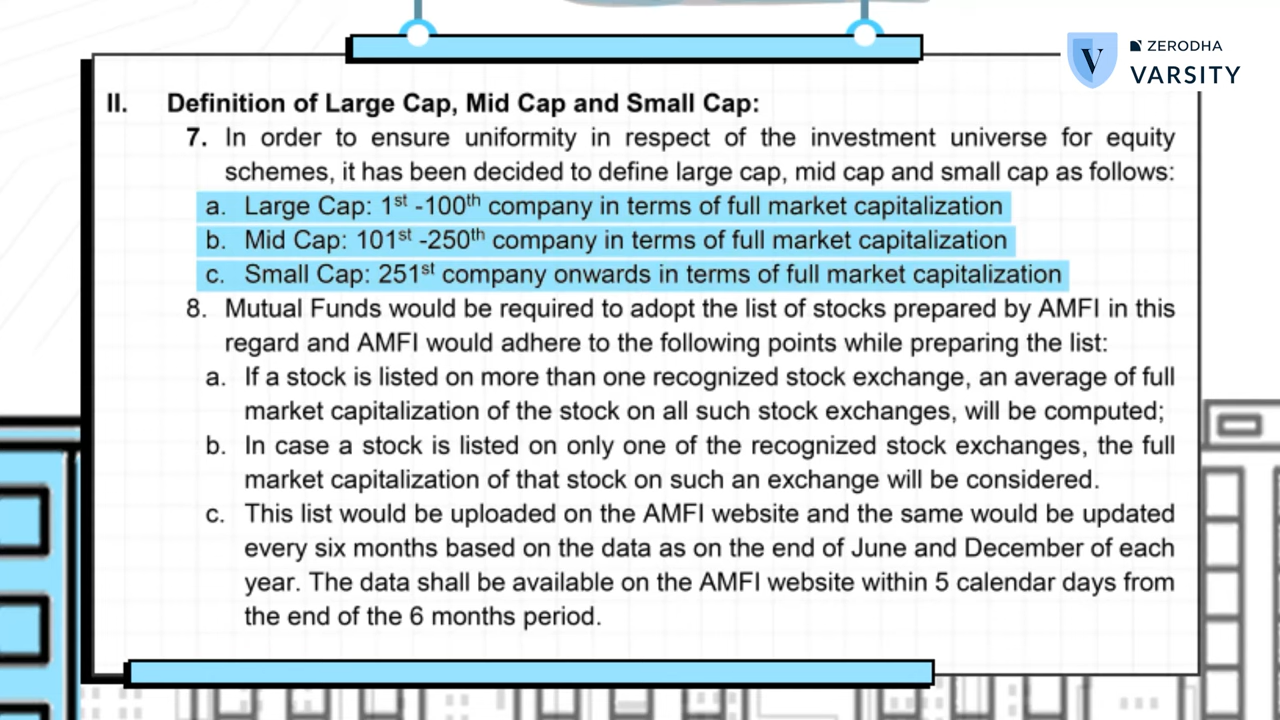 ZERODHA
VARSITY
II. Definition of Large Cap, Mid Cap and Small Cap:
7. In order to ensure uniformity in respect of the investment universe for equity
schemes, it has been decided to define large cap, mid cap and small cap as follows:
a. Large Cap: 1st -100th company in terms of full market capitalization
b. Mid Cap: 101st -250th company in terms of full market capitalization
c. Small Cap: 251st company onwards in terms of full market capitalization
8. Mutual Funds would be required to adopt the list of stocks prepared by AMFI in this
regard and AMFI would adhere to the following points while preparing the list:
a. If a stock is listed on more than one recognized stock exchange, an average of full
market capitalization of the stock on all such stock exchanges, will be computed;
b. In case a stock is listed on only one of the recognized stock exchanges, the full
market capitalization of that stock on such an exchange will be considered.
c. This list would be uploaded on the AMFI website and the same would be updated
every six months based on the data as on the end of June and December of each
year. The data shall be available on the AMFI website within 5 calendar days from
the end of the 6 months period.